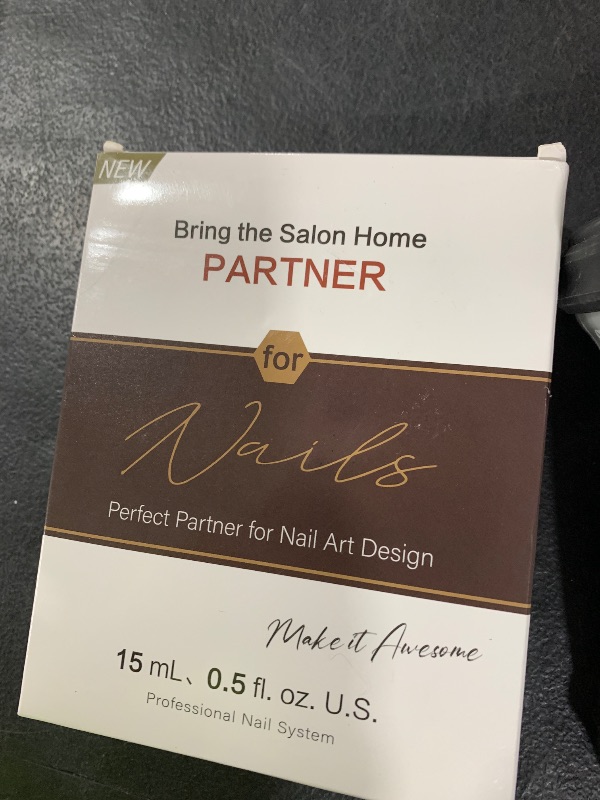 NEW
Bring the Salon Home
PARTNER
for
Nails
Perfect Partner for Nail Art Design
Make it Awesome
15 mL、0.5 fl. oz. U.S.
Professional Nail System